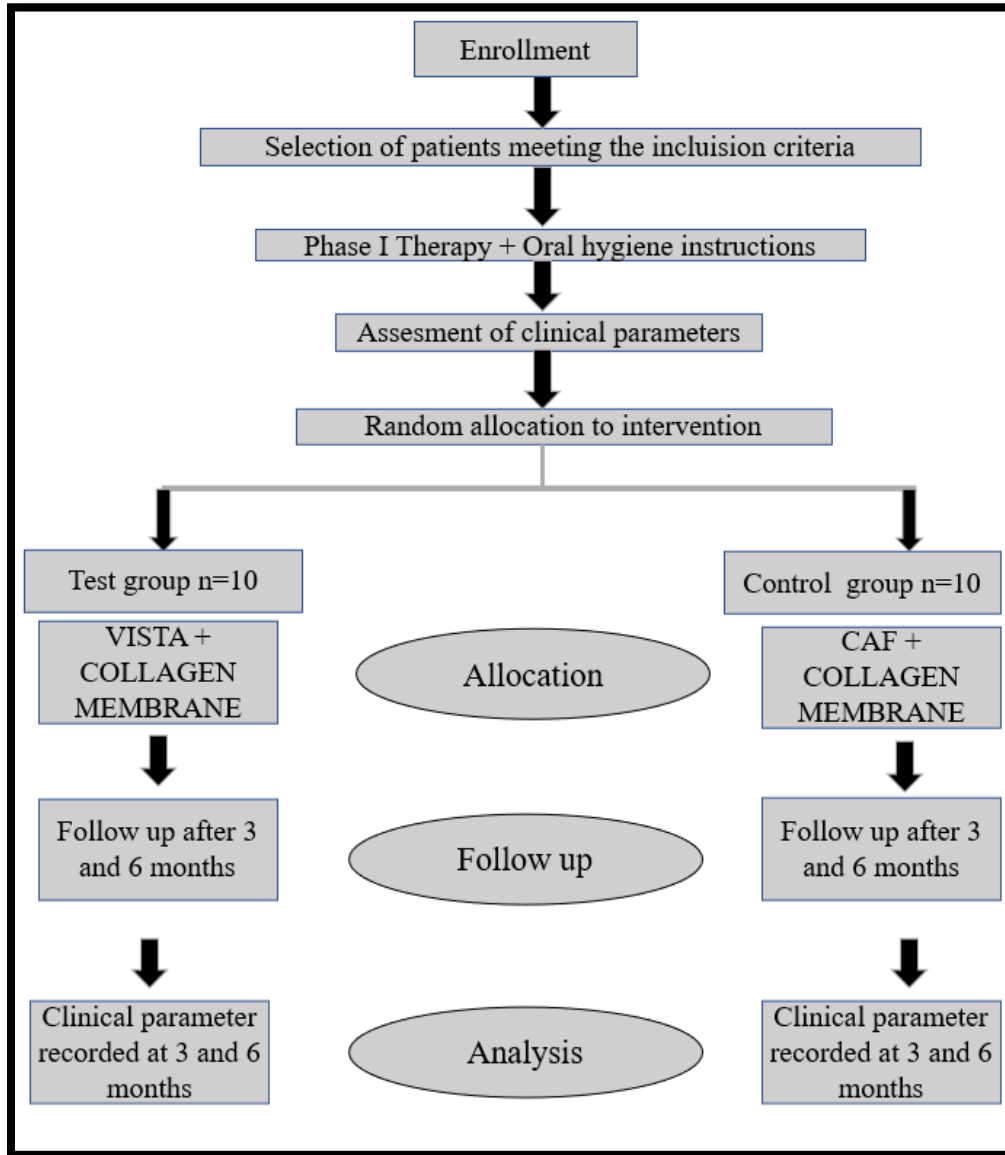 Enrollment
Selection of patients meeting the incluision criteria
Phase I Therapy + Oral hygiene instructions
Assesment of clinical parameters
Random allocation to intervention
Test group n=10
VISTA +
COLLAGEN
MEMBRANE
Control group n=10
CAF +
COLLAGEN
MEMBRANE
Allocation
Follow up after 3
and 6 months
Follow up
Follow up after 3
and 6 months
Clinical parameter
recorded at 3 and 6
months
Analysis
Clinical parameter
recorded at 3 and 6
months